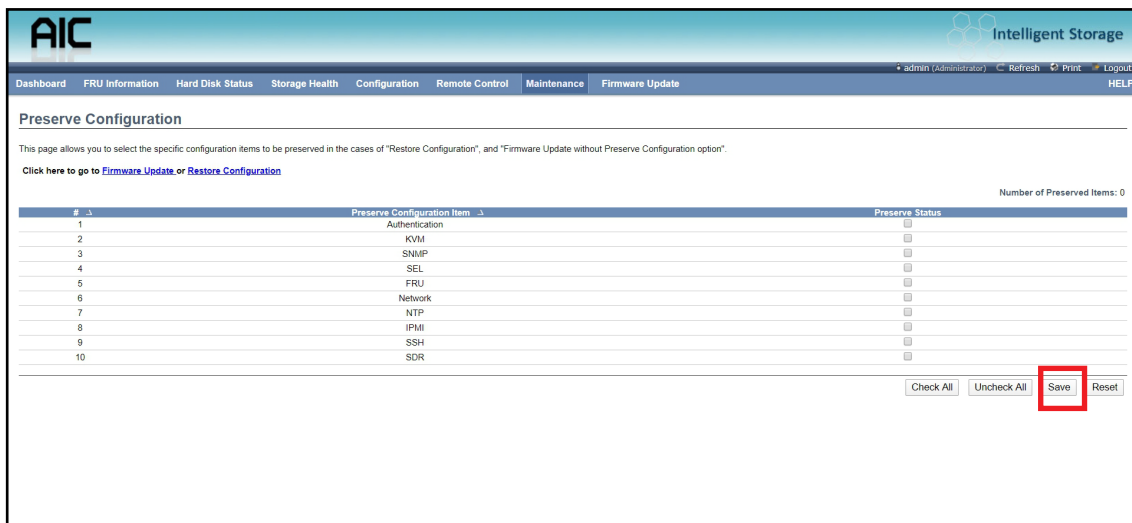 AIC
Intelligent Storage
admin (Administrator) Refresh Print Logout
Dashboard FRU Information Hard Disk Status Storage Health Configuration Remote Control Maintenance Firmware Update HELP
Preserve Configuration
This page allows you to select the specific configuration items to be preserved in the cases of "Restore Configuration", and "Firmware Update without Preserve Configuration option".
Click here to go to Firmware Update or Restore Configuration
Number of Preserved Items: 0
# Preserve Configuration Item Preserve Status
1 Authentication
2 KVM
3 SNMP
4 SEL
5 FRU
6 Network
7 NTP
8 IPMI
9 SSH
10 SDR
Check All Uncheck All Save Reset